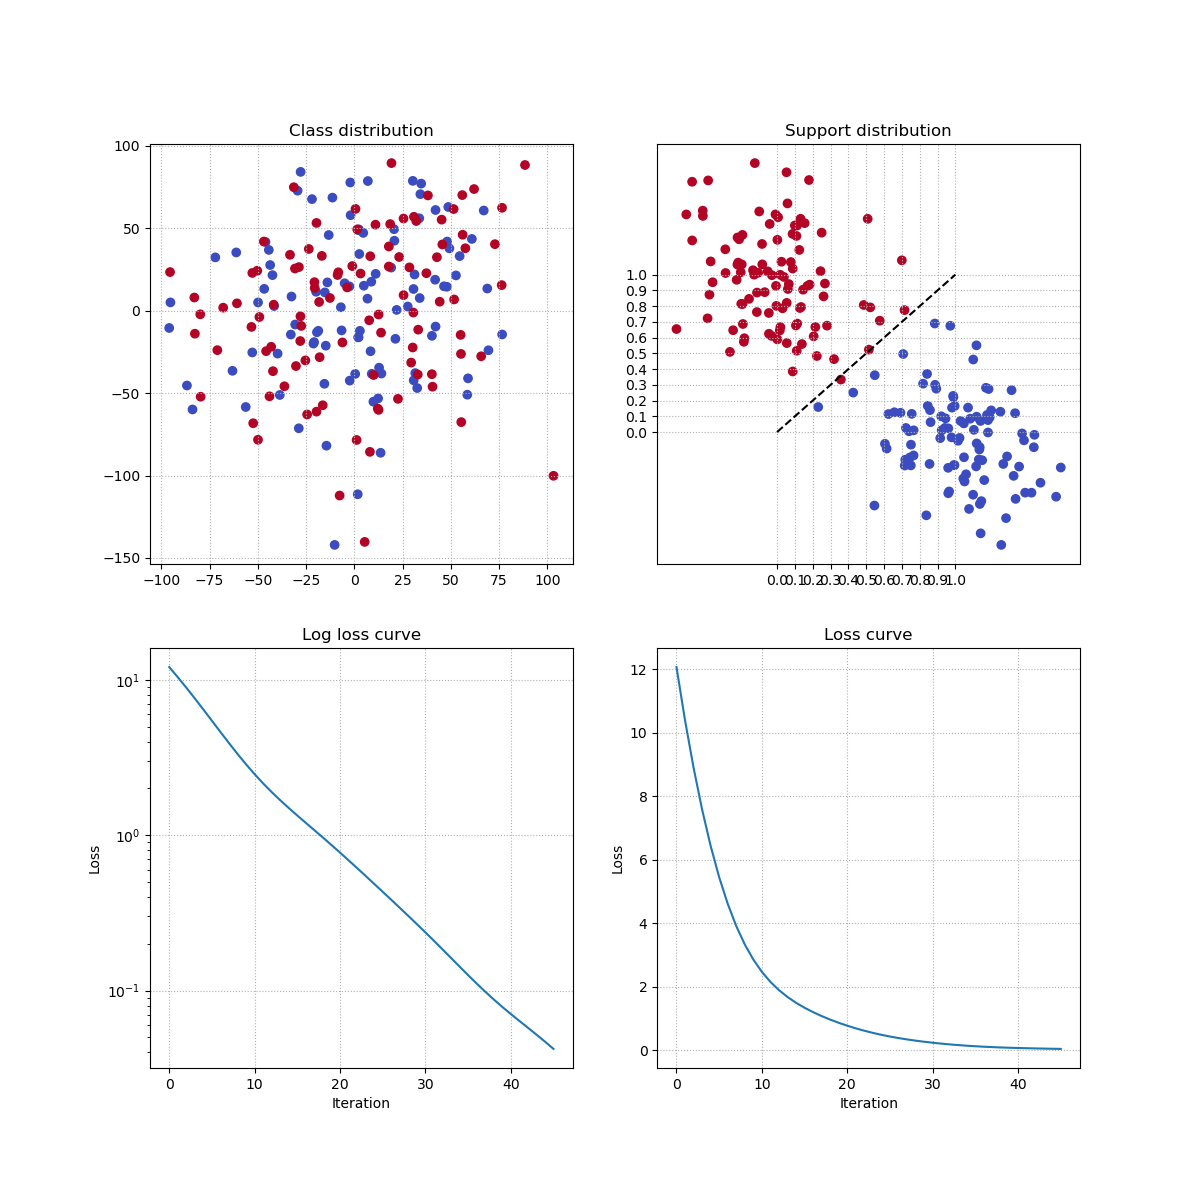 Class distribution
100
50
0
−50
−100
−150
−100 −75 −50 −25 0 25 50 75 100
Support distribution
1.0
0.9
0.8
0.7
0.6
0.5
0.4
0.3
0.2
0.1
0.0
0.0 0.1 0.2 0.3 0.4 0.5 0.6 0.7 0.8 0.9 1.0
Log loss curve
Loss
10¹
10⁰
10⁻¹
0 10 20 30 40
Iteration
Loss curve
Loss
12
10
8
6
4
2
0
0 10 20 30 40
Iteration